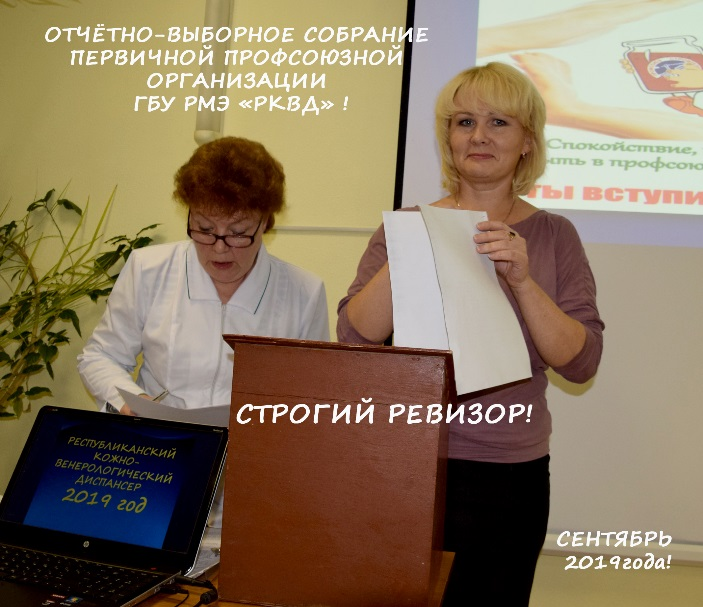 ОТЧЁТНО-ВЫБОРНОЕ СОБРАНИЕ
ПЕРВИЧНОЙ ПРОФСОЮЗНОЙ
ОРГАНИЗАЦИИ
ГБУ РМЭ «РКВД» !
Спокойствие,
в профсою
ты вступи
СТРОГИЙ РЕВИЗОР!
РЕСПУБЛИКАНСКИЙ
КОЖНО-
ВЕНЕРОЛОГИЧЕСКИЙ
ДИСПАНСЕР
2019 год
hp
СЕНТЯБРЬ
2019года!